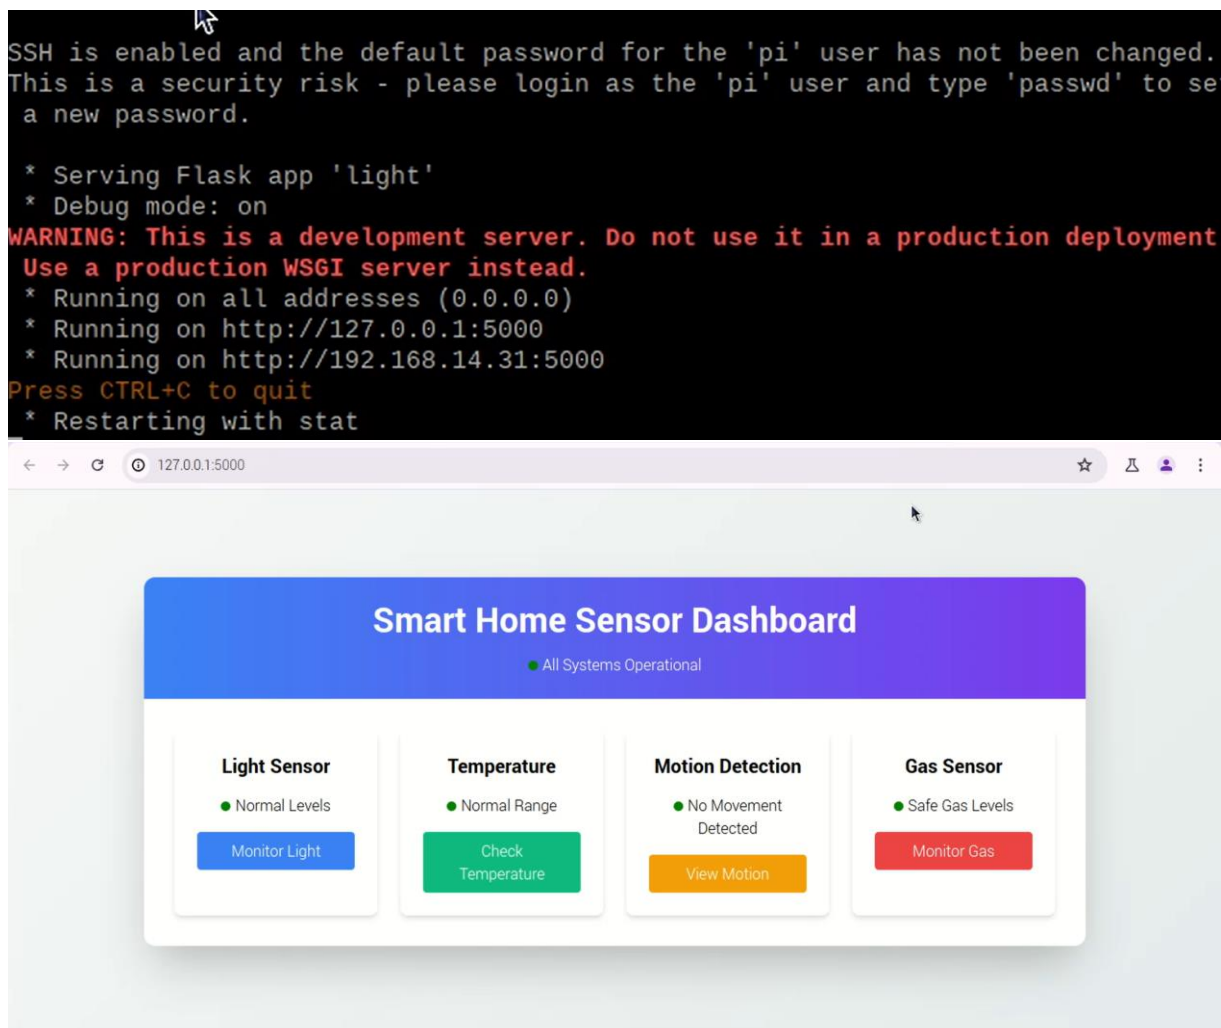 SSH is enabled and the default password for the 'pi' user has not been changed.
This is a security risk - please login as the 'pi' user and type 'passwd' to se
a new password.
* Serving Flask app 'light'
* Debug mode: on
WARNING: This is a development server. Do not use it in a production deployment
Use a production WSGI server instead.
* Running on all addresses (0.0.0.0)
* Running on http://127.0.0.1:5000
* Running on http://192.168.14.31:5000
Press CTRL+C to quit
* Restarting with stat
127.0.0.1:5000
Smart Home Sensor Dashboard
All Systems Operational
Light Sensor
Normal Levels
Monitor Light
Temperature
Normal Range
Check
Temperature
Motion Detection
No Movement
Detected
View Motion
Gas Sensor
Safe Gas Levels
Monitor Gas